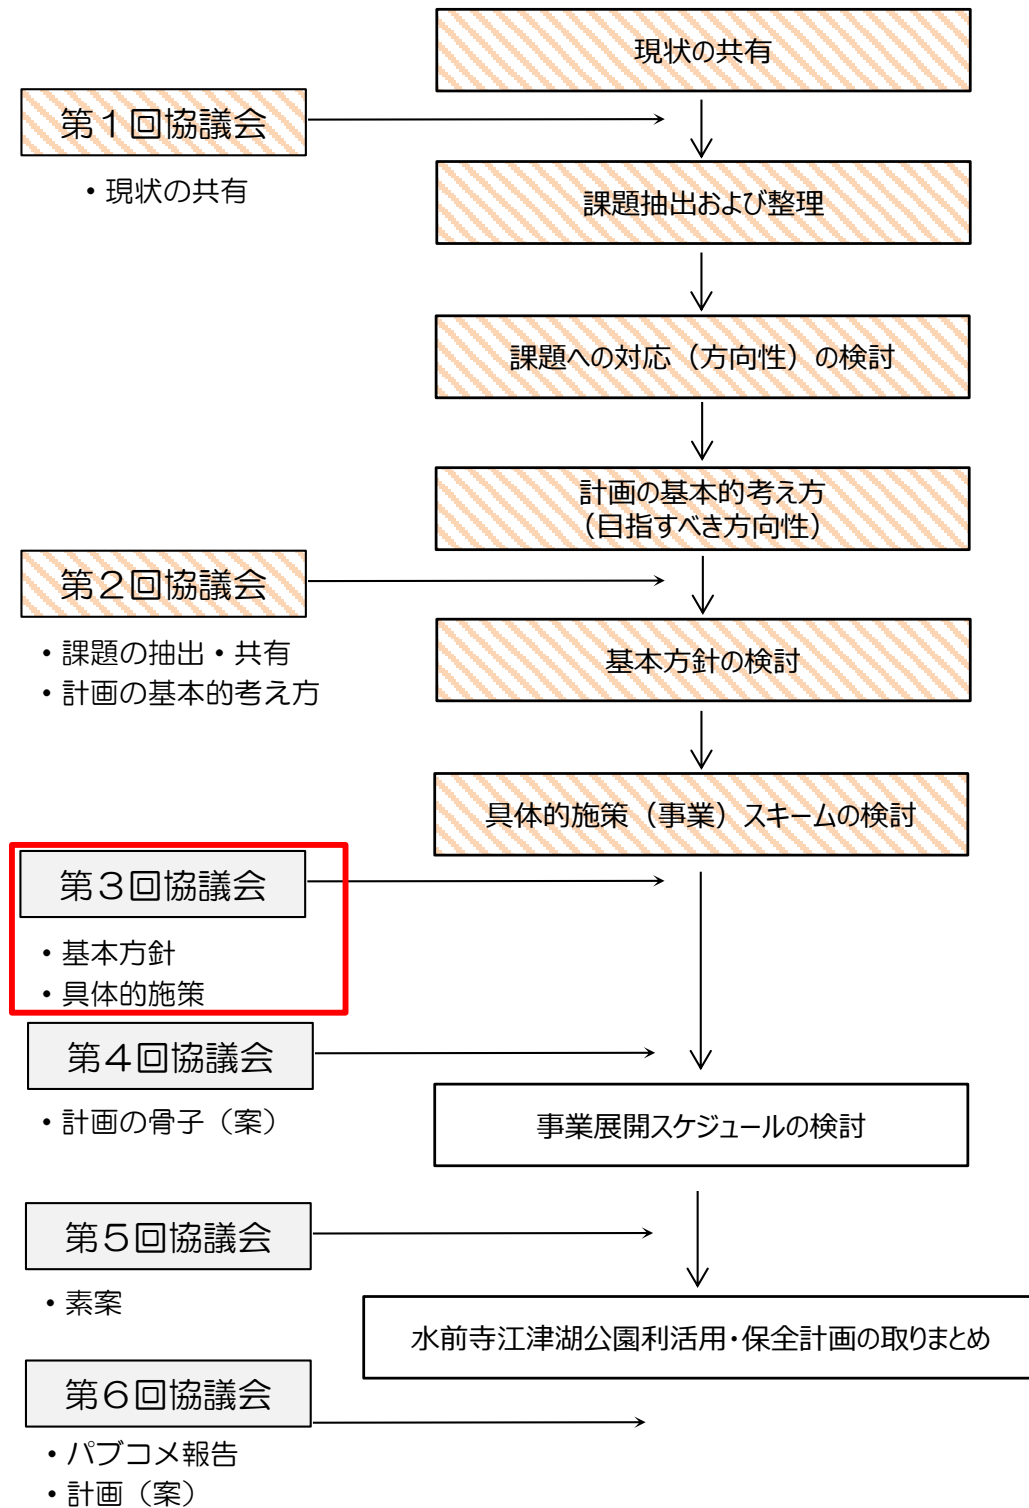 現状の共有
第１回協議会
・現状の共有
課題抽出および整理
課題への対応（方向性）の検討
計画の基本的考え方
（目指すべき方向性）
第２回協議会
・課題の抽出・共有
・計画の基本的考え方
基本方針の検討
具体的施策（事業）スキームの検討
第３回協議会
・基本方針
・具体的施策
第４回協議会
・計画の骨子（案）
事業展開スケジュールの検討
第５回協議会
・素案
水前寺江津湖公園利活用・保全計画の取りまとめ
第６回協議会
・パブコメ報告
・計画（案）